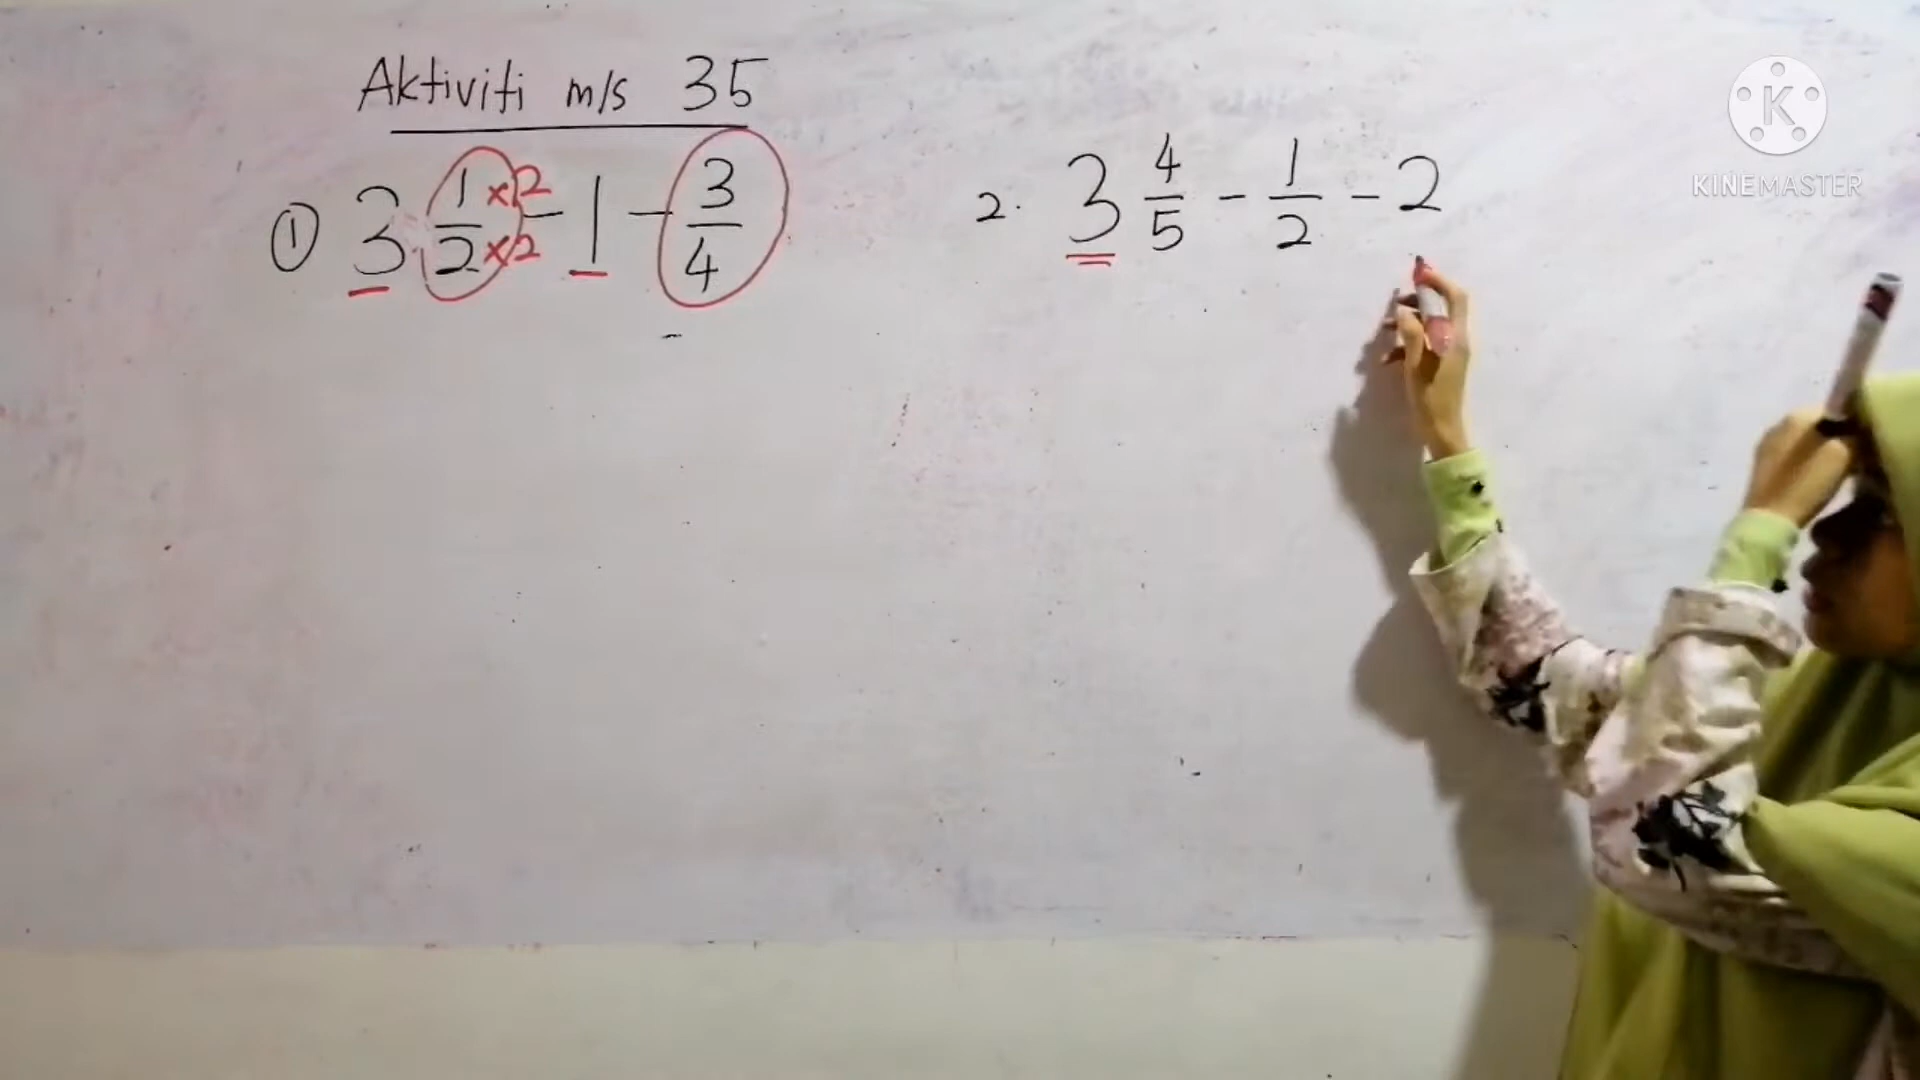 Aktiviti m/s 35
① 3 1/2 ×2 ×2 - 1 - 3/4
2. 3 4/5 - 1/2 - 2
K
KINEMASTER